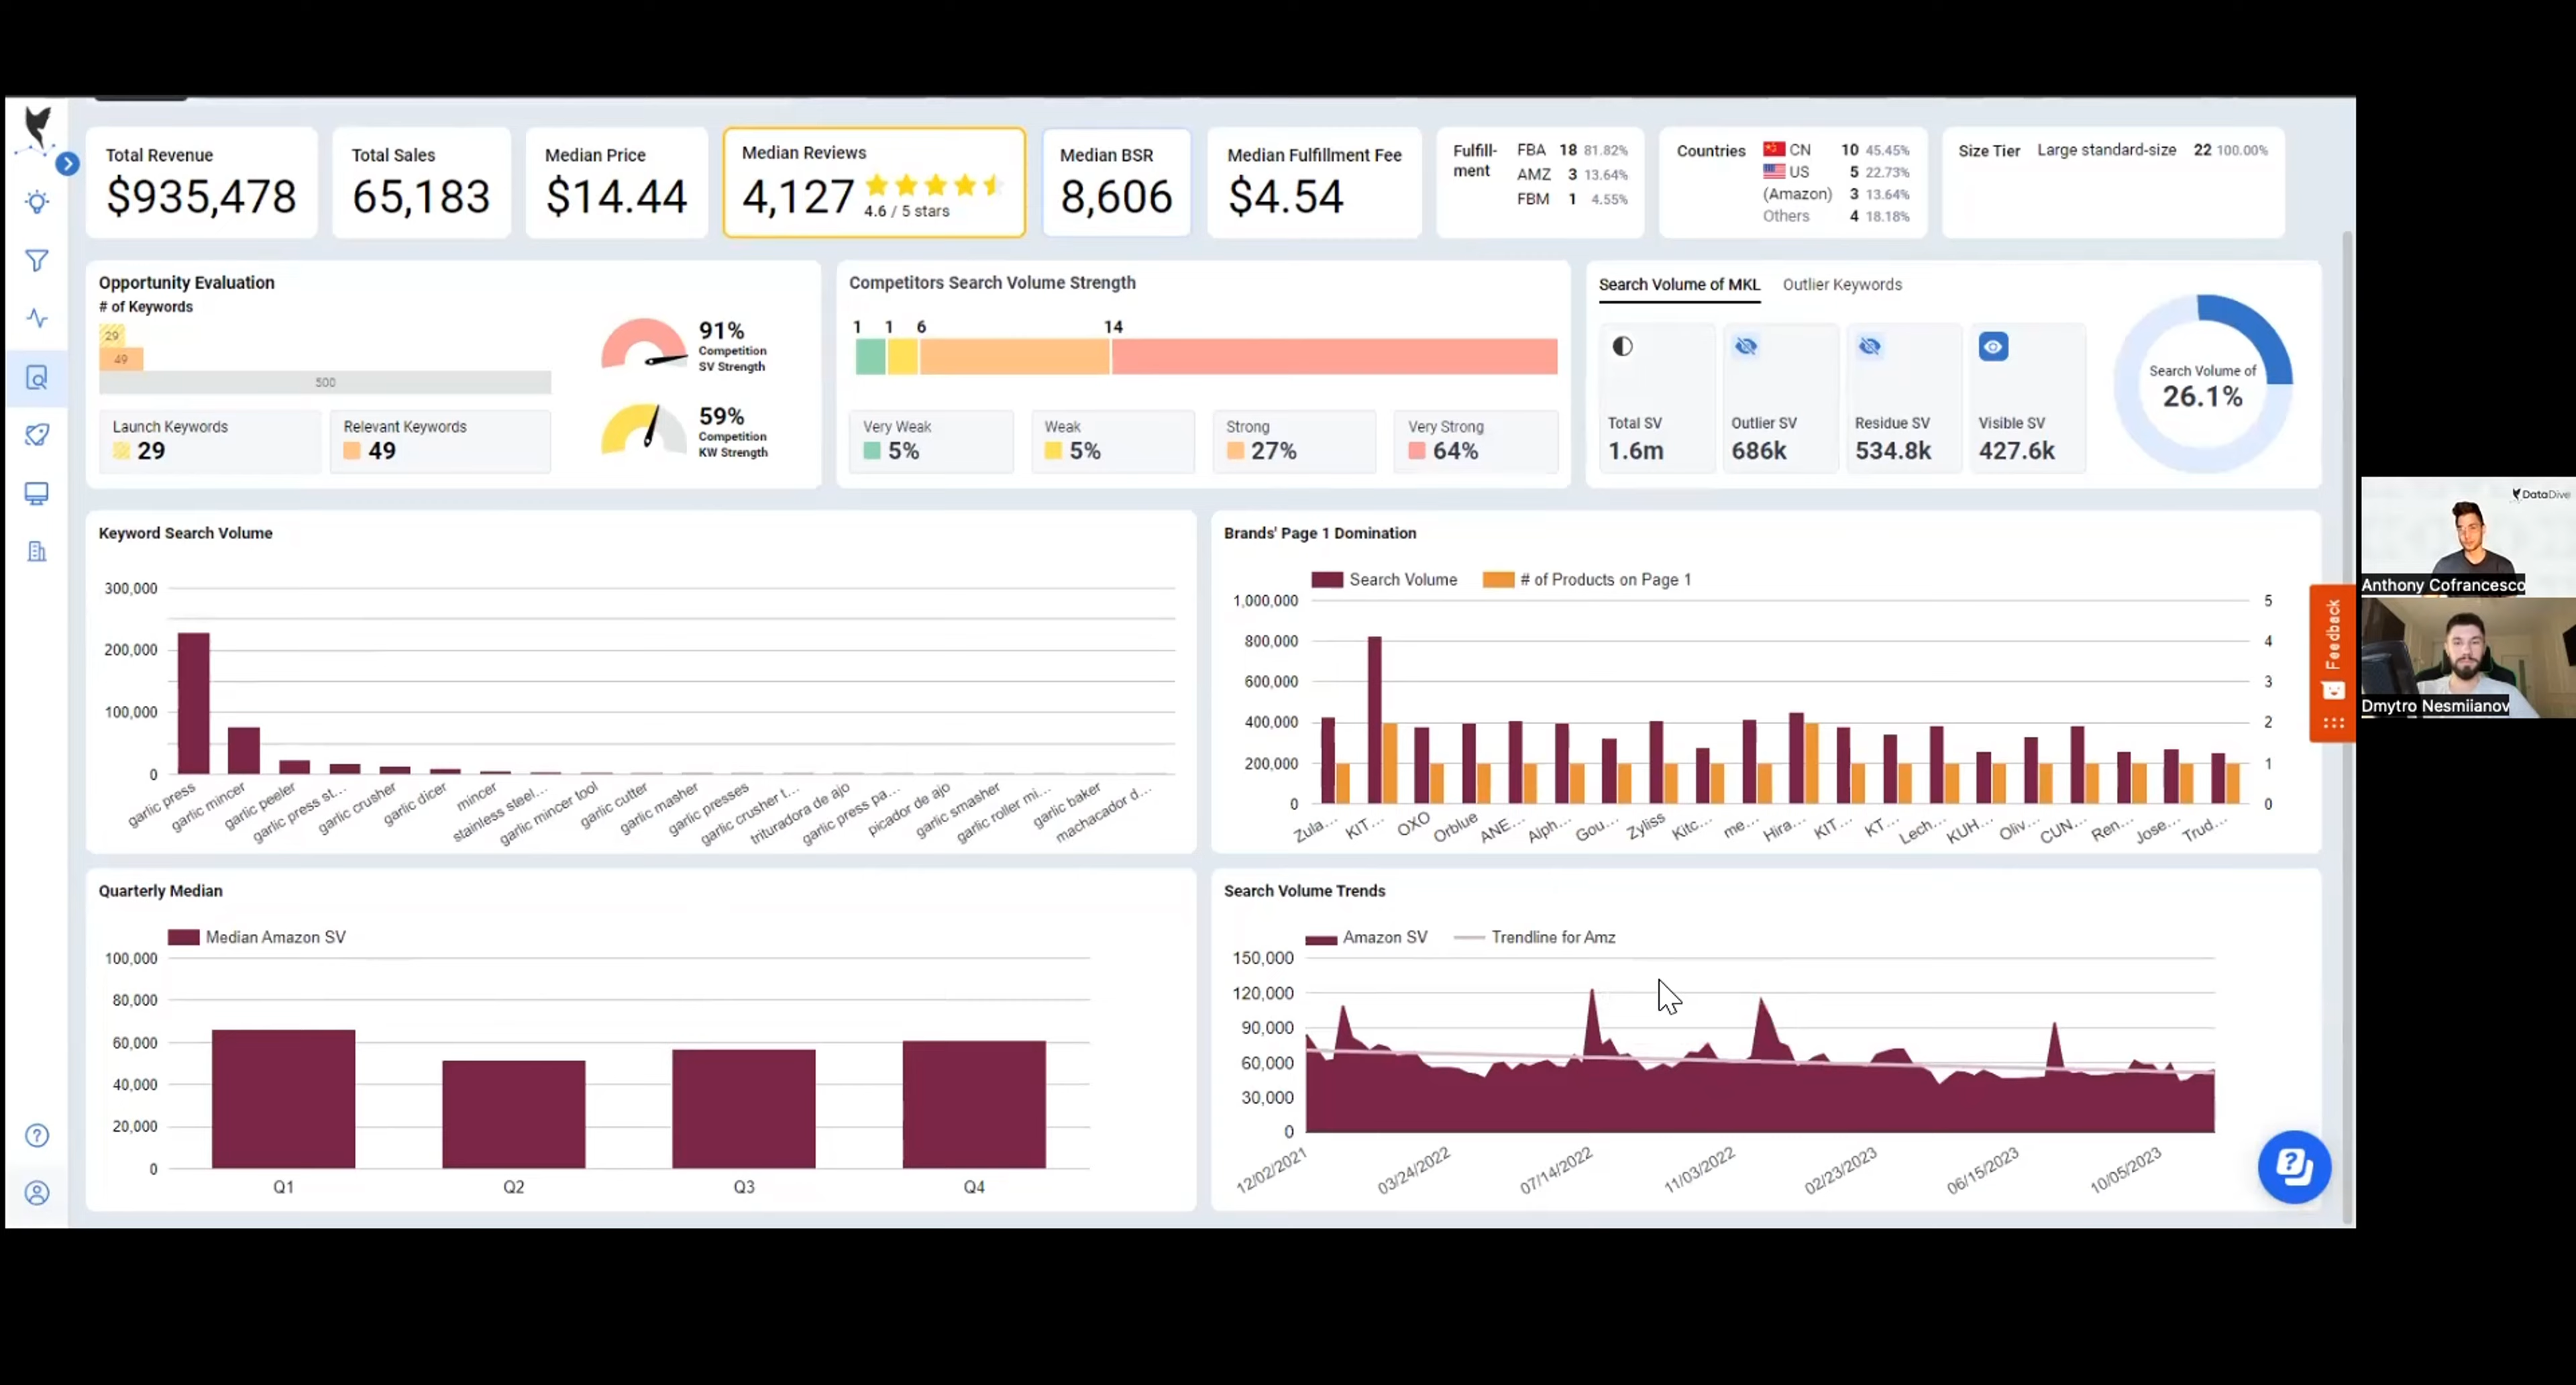 Total Revenue
$935,478
Total Sales
65,183
Median Price
$14.44
Median Reviews
4,127
4.6 / 5 stars
Median BSR
8,606
Median Fulfillment Fee
$4.54
Fulfill-
ment
FBA 18 81.82%
AMZ 3 13.64%
FBM 1 4.55%
Countries
CN 10 45.45%
US 5 22.73%
(Amazon) 3 13.64%
Others 4 18.18%
Size Tier Large standard-size 22 100.00%
Opportunity Evaluation
# of Keywords
29
49
500
Launch Keywords
29
Relevant Keywords
49
91%
Competition
SV Strength
59%
Competition
KW Strength
Competitors Search Volume Strength
1 1 6 14
Very Weak
5%
Weak
5%
Strong
27%
Very Strong
64%
Search Volume of MKL Outlier Keywords
Total SV
1.6m
Outlier SV
686k
Residue SV
534.8k
Visible SV
427.6k
Search Volume of
26.1%
Keyword Search Volume
300,000
200,000
100,000
0
garlic press
garlic mincer
garlic peeler
garlic press st...
garlic crusher
garlic dicer
mincer
stainless steel...
garlic mincer tool
garlic cutter
garlic masher
garlic presses
garlic crusher t...
trituradora de ajo
garlic press pa...
picador de ajo
garlic smasher
garlic roller mi...
garlic baker
machacador d...
Brands' Page 1 Domination
Search Volume # of Products on Page 1
1,000,000
800,000
600,000
400,000
200,000
0
5
4
3
2
1
0
Zula...
KIT...
OXO
Orblue
ANE...
Alph...
Gou...
Zyliss
Kitc...
me...
Hira...
KIT...
KT...
Lech...
KUH...
Oliv...
CUN...
Ren...
Jose...
Trud...
Quarterly Median
Median Amazon SV
100,000
80,000
60,000
40,000
20,000
0
Q1 Q2 Q3 Q4
Search Volume Trends
Amazon SV Trendline for Amz
150,000
120,000
90,000
60,000
30,000
0
12/02/2021
03/24/2022
07/14/2022
11/03/2022
02/23/2023
06/15/2023
10/05/2023
Feedback
DataDive
Anthony Cofrancesco
Dmytro Nesmiianov